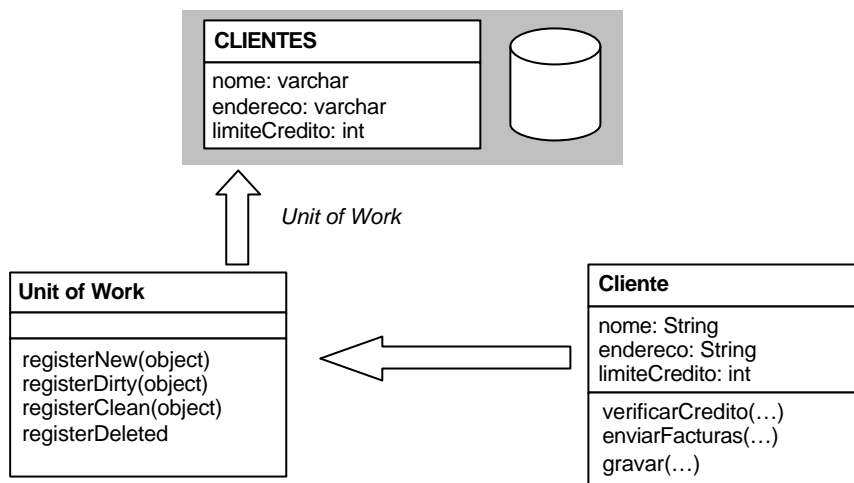 CLIENTES
nome: varchar
endereco: varchar
limiteCredito: int
Unit of Work
Unit of Work
registerNew(object)
registerDirty(object)
registerClean(object)
registerDeleted
Cliente
nome: String
endereco: String
limiteCredito: int
verificarCredito(…)
enviarFacturas(…)
gravar(…)